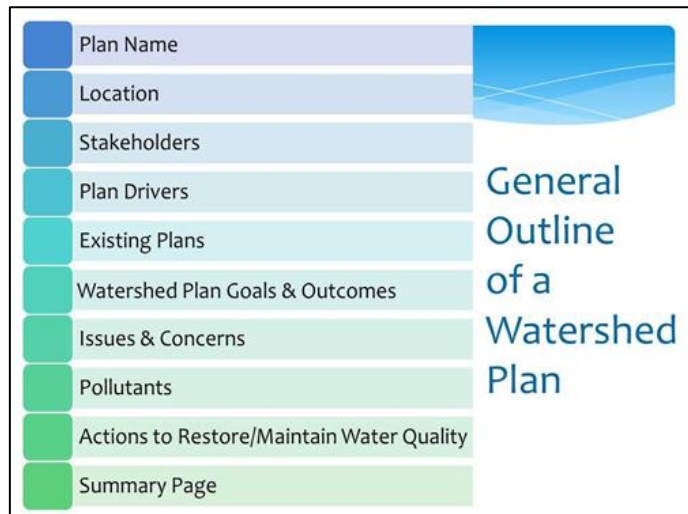 Plan Name
Location
Stakeholders
Plan Drivers
Existing Plans
Watershed Plan Goals & Outcomes
Issues & Concerns
Pollutants
Actions to Restore/Maintain Water Quality
Summary Page
General
Outline
of a
Watershed
Plan